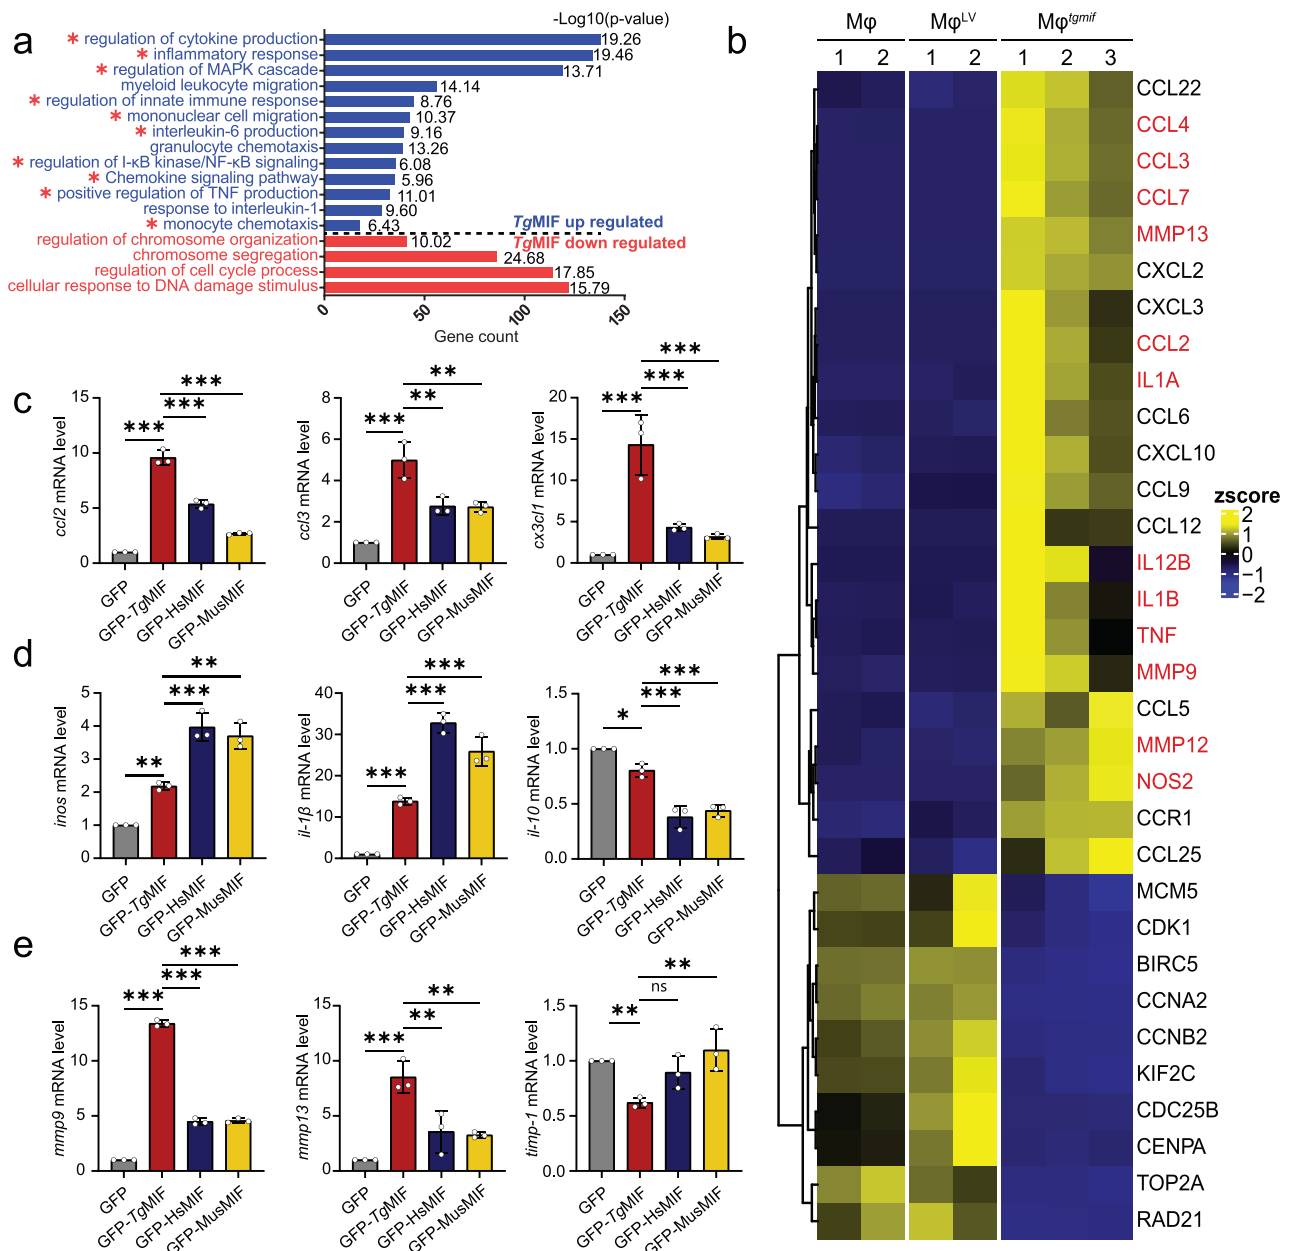 a
-Log10(p-value)
* regulation of cytokine production 19.26
* inflammatory response 19.46
* regulation of MAPK cascade 13.71
myeloid leukocyte migration 14.14
* regulation of innate immune response 8.76
* mononuclear cell migration 10.37
* interleukin-6 production 9.16
granulocyte chemotaxis 13.26
* regulation of I-κB kinase/NF-κB signaling 6.08
* Chemokine signaling pathway 5.96
* positive regulation of TNF production 11.01
response to interleukin-1 9.60
* monocyte chemotaxis 6.43
TgMIF up regulated
regulation of chromosome organization 10.02
TgMIF down regulated
chromosome segregation 24.68
regulation of cell cycle process 17.85
cellular response to DNA damage stimulus 15.79
0 50 100 150
Gene count
b
Mφ Mφ^LV Mφ^tgmif
1 2 1 2 1 2 3
CCL22
CCL4
CCL3
CCL7
MMP13
CXCL2
CXCL3
CCL2
IL1A
CCL6
CXCL10
CCL9
CCL12
IL12B
IL1B
TNF
MMP9
CCL5
MMP12
NOS2
CCR1
CCL25
MCM5
CDK1
BIRC5
CCNA2
CCNB2
KIF2C
CDC25B
CENPA
TOP2A
RAD21
zscore
2
1
0
−1
−2
c
ccl2 mRNA level
15
10
5
0
***
***
***
GFP
GFP-TgMIF
GFP-HsMIF
GFP-MusMIF
ccl3 mRNA level
8
6
4
2
0
**
**
***
GFP
GFP-TgMIF
GFP-HsMIF
GFP-MusMIF
cx3cl1 mRNA level
20
15
10
5
0
***
***
***
GFP
GFP-TgMIF
GFP-HsMIF
GFP-MusMIF
d
inos mRNA level
5
4
3
2
1
0
**
***
**
GFP
GFP-TgMIF
GFP-HsMIF
GFP-MusMIF
il-1β mRNA level
40
30
20
10
0
***
***
***
GFP
GFP-TgMIF
GFP-HsMIF
GFP-MusMIF
il-10 mRNA level
1.5
1.0
0.5
0.0
***
***
*
GFP
GFP-TgMIF
GFP-HsMIF
GFP-MusMIF
e
mmp9 mRNA level
15
10
5
0
***
***
***
GFP
GFP-TgMIF
GFP-HsMIF
GFP-MusMIF
mmp13 mRNA level
15
10
5
0
**
**
***
GFP
GFP-TgMIF
GFP-HsMIF
GFP-MusMIF
timp-1 mRNA level
1.5
1.0
0.5
0.0
**
ns
**
GFP
GFP-TgMIF
GFP-HsMIF
GFP-MusMIF